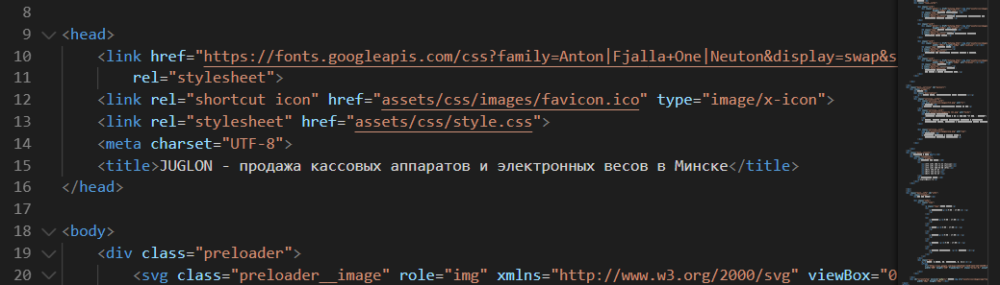 8
9 <head>
10 <link href="https://fonts.googleapis.com/css?family=Anton|Fjalla+One|Neuton&display=swap&s
11 rel="stylesheet">
12 <link rel="shortcut icon" href="assets/css/images/favicon.ico" type="image/x-icon">
13 <link rel="stylesheet" href="assets/css/style.css">
14 <meta charset="UTF-8">
15 <title>JUGLON - продажа кассовых аппаратов и электронных весов в Минске</title>
16 </head>
17
18 <body>
19 <div class="preloader">
20 <svg class="preloader__image" role="img" xmlns="http://www.w3.org/2000/svg" viewBox="0